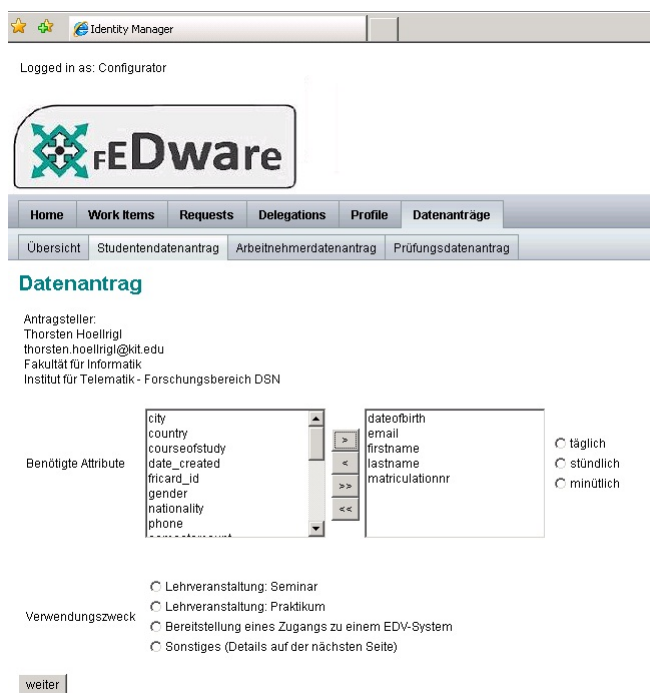 Identity Manager
Logged in as: Configurator
FEDware
Home Work Items Requests Delegations Profile Datenanträge
Übersicht Studentendatenantrag Arbeitnehmerdatenantrag Prüfungsdatenantrag
Datenantrag
Antragsteller:
Thorsten Hoellrigl
thorsten.hoellrigl@kit.edu
Fakultät für Informatik
Institut für Telematik - Forschungsbereich DSN
Benötigte Attribute
city
country
courseofstudy
date_created
fricard_id
gender
nationality
phone
>
<
>>
<<
dateofbirth
email
firstname
lastname
matriculationnr
täglich
stündlich
minütlich
Verwendungszweck
Lehrveranstaltung: Seminar
Lehrveranstaltung: Praktikum
Bereitstellung eines Zugangs zu einem EDV-System
Sonstiges (Details auf der nächsten Seite)
weiter